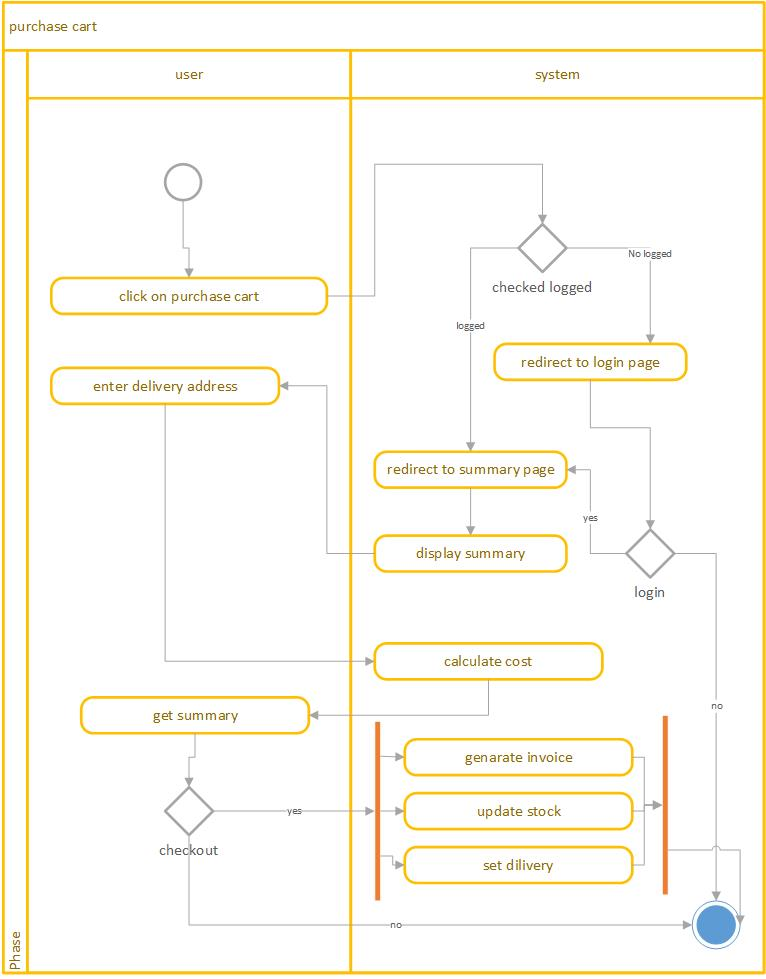 purchase cart
user
system
click on purchase cart
No logged
checked logged
logged
redirect to login page
enter delivery address
redirect to summary page
yes
display summary
login
calculate cost
no
get summary
genarate invoice
yes
update stock
checkout
set dilivery
no
Phase